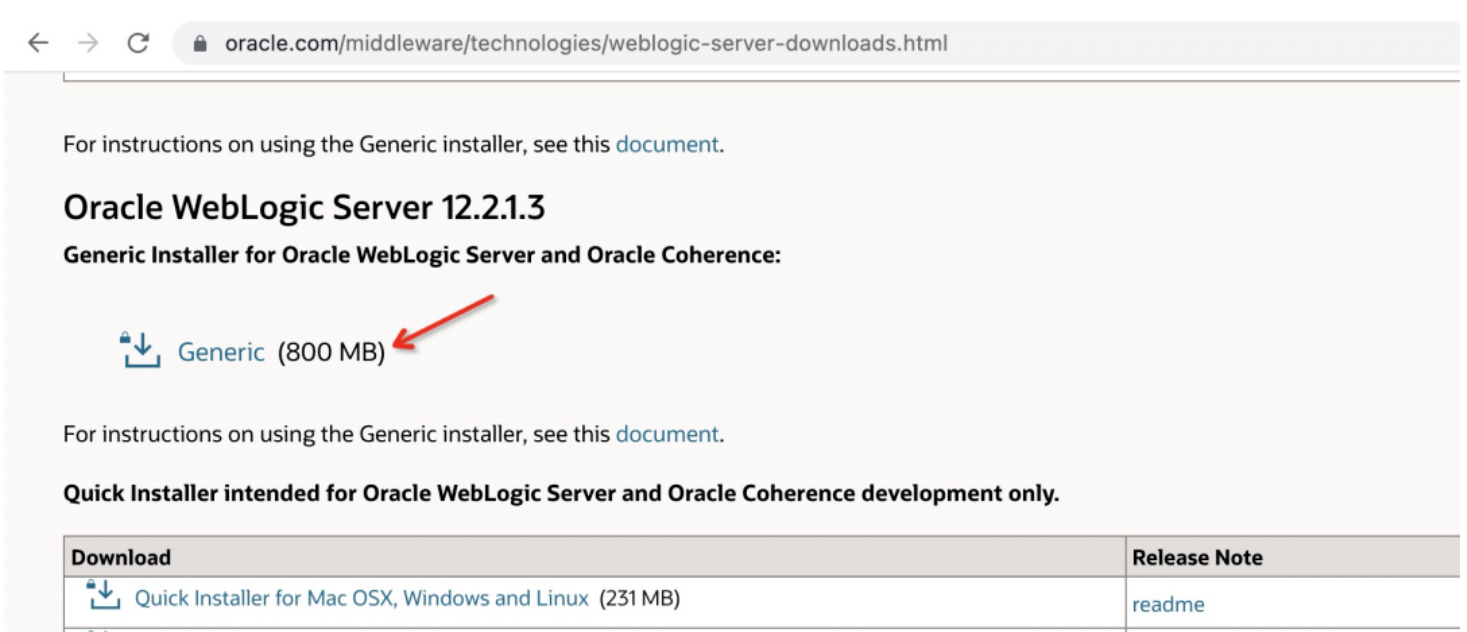 oracle.com/middleware/technologies/weblogic-server-downloads.html
For instructions on using the Generic installer, see this document.
Oracle WebLogic Server 12.2.1.3
Generic Installer for Oracle WebLogic Server and Oracle Coherence:
Generic (800 MB)
For instructions on using the Generic installer, see this document.
Quick Installer intended for Oracle WebLogic Server and Oracle Coherence development only.
Download Release Note
Quick Installer for Mac OSX, Windows and Linux (231 MB) readme